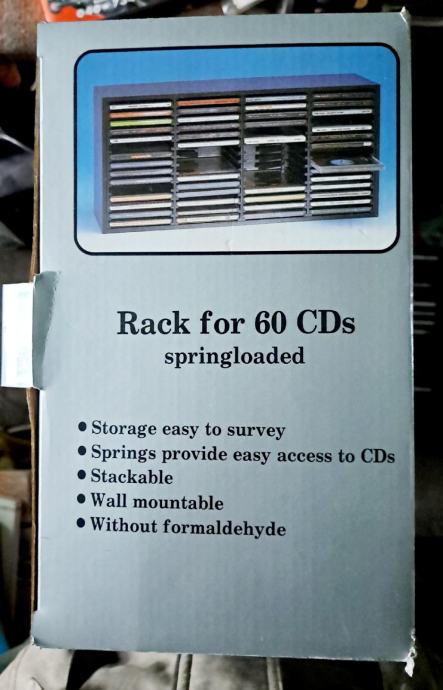 Rack for 60 CDs
springloaded
● Storage easy to survey
● Springs provide easy access to CDs
● Stackable
● Wall mountable
● Without formaldehyde